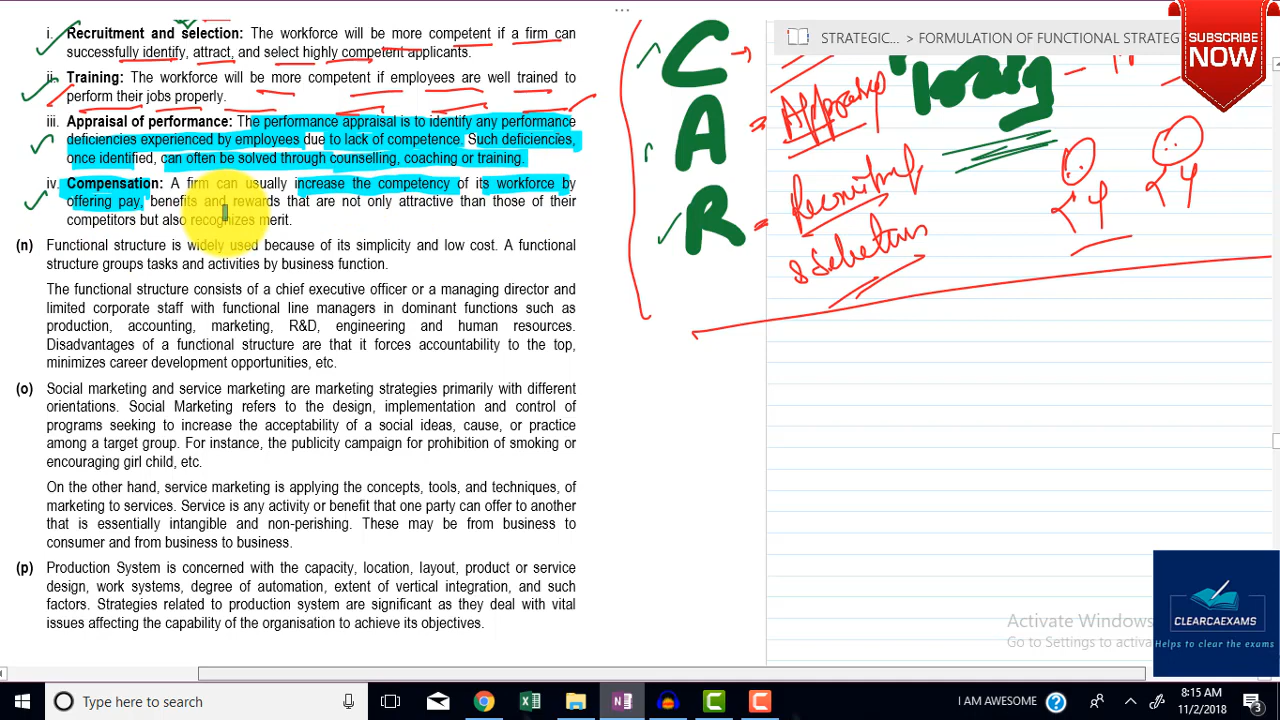 i. Recruitment and selection: The workforce will be more competent if a firm can
successfully identify, attract, and select highly competent applicants.
ii. Training: The workforce will be more competent if employees are well trained to
perform their jobs properly.
iii. Appraisal of performance: The performance appraisal is to identify any performance
deficiencies experienced by employees due to lack of competence. Such deficiencies,
once identified, can often be solved through counselling, coaching or training.
iv. Compensation: A firm can usually increase the competency of its workforce by
offering pay, benefits and rewards that are not only attractive than those of their
competitors but also recognizes merit.
(n) Functional structure is widely used because of its simplicity and low cost. A functional
structure groups tasks and activities by business function.
The functional structure consists of a chief executive officer or a managing director and
limited corporate staff with functional line managers in dominant functions such as
production, accounting, marketing, R&D, engineering and human resources.
Disadvantages of a functional structure are that it forces accountability to the top,
minimizes career development opportunities, etc.
(o) Social marketing and service marketing are marketing strategies primarily with different
orientations. Social Marketing refers to the design, implementation and control of
programs seeking to increase the acceptability of a social ideas, cause, or practice
among a target group. For instance, the publicity campaign for prohibition of smoking or
encouraging girl child, etc.
On the other hand, service marketing is applying the concepts, tools, and techniques, of
marketing to services. Service is any activity or benefit that one party can offer to another
that is essentially intangible and non-perishing. These may be from business to
consumer and from business to business.
(p) Production System is concerned with the capacity, location, layout, product or service
design, work systems, degree of automation, extent of vertical integration, and such
factors. Strategies related to production system are significant as they deal with vital
issues affecting the capability of the organisation to achieve its objectives.
STRATEGIC... > FORMULATION OF FUNCTIONAL STRATEG
SUBSCRIBE
NOW
C
A = 
R = 
& Selection
Activate Windows
Go to Settings to activa
CLEARCAEXAMS
Helps to clear the exams
Type here to search
I AM AWESOME
8:15 AM
11/2/2018
3